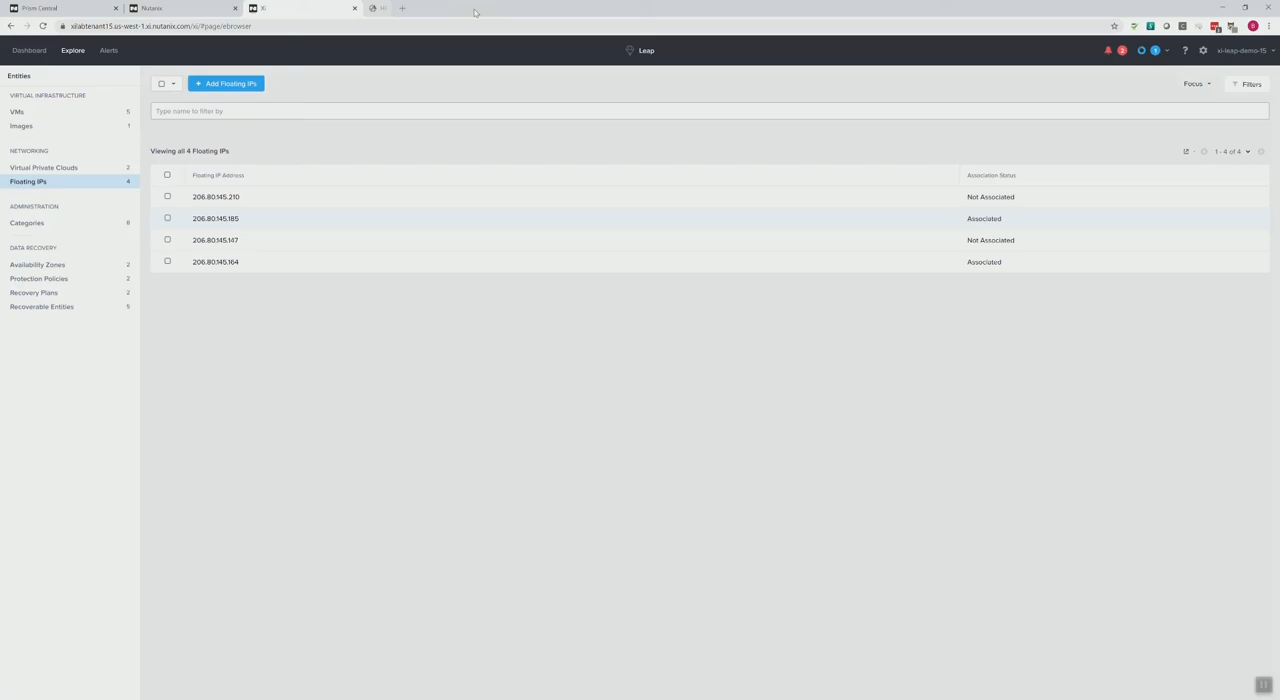 Prism Central
Nutanix
Xi
Hi
xilabtenant15.us-west-1.xi.nutanix.com/xi/#page/ebrowser
B
Dashboard
Explore
Alerts
Leap
2
1
?
xi-leap-demo-15
Entities
VIRTUAL INFRASTRUCTURE
VMs 5
Images 1
NETWORKING
Virtual Private Clouds 2
Floating IPs 4
ADMINISTRATION
Categories 8
DATA RECOVERY
Availability Zones 2
Protection Policies 2
Recovery Plans 2
Recoverable Entities 5
+ Add Floating IPs
Focus
Filters
Type name to filter by
Viewing all 4 Floating IPs
1 - 4 of 4
Floating IP Address Association Status
206.80.145.210 Not Associated
206.80.145.185 Associated
206.80.145.147 Not Associated
206.80.145.164 Associated